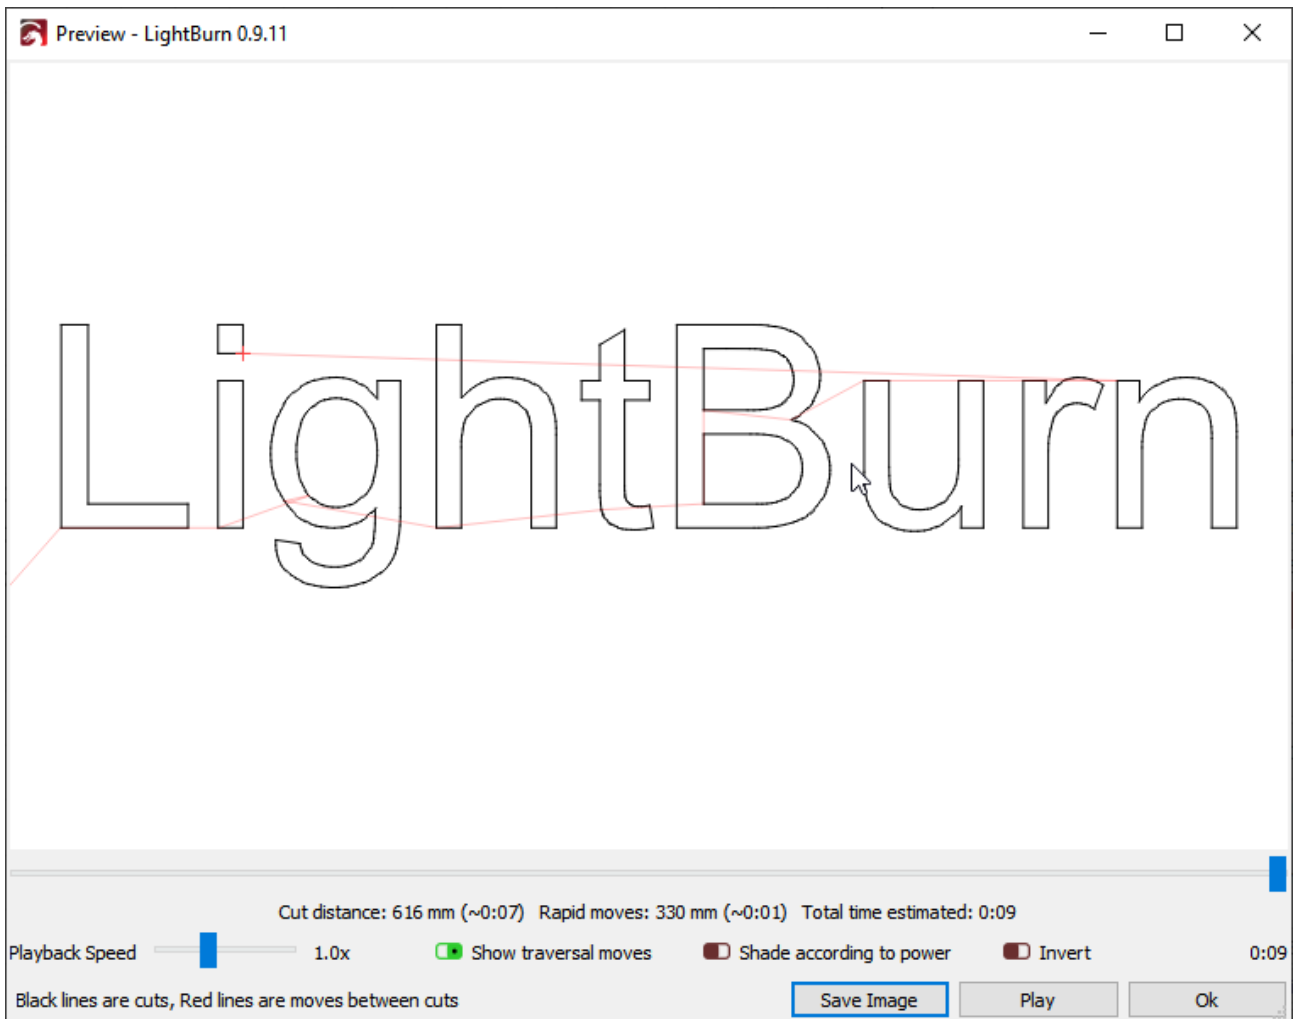 Preview - LightBurn 0.9.11
LightBurn
Cut distance: 616 mm (~0:07) Rapid moves: 330 mm (~0:01) Total time estimated: 0:09
Playback Speed 1.0x Show traversal moves Shade according to power Invert 0:09
Black lines are cuts, Red lines are moves between cuts Save Image Play Ok